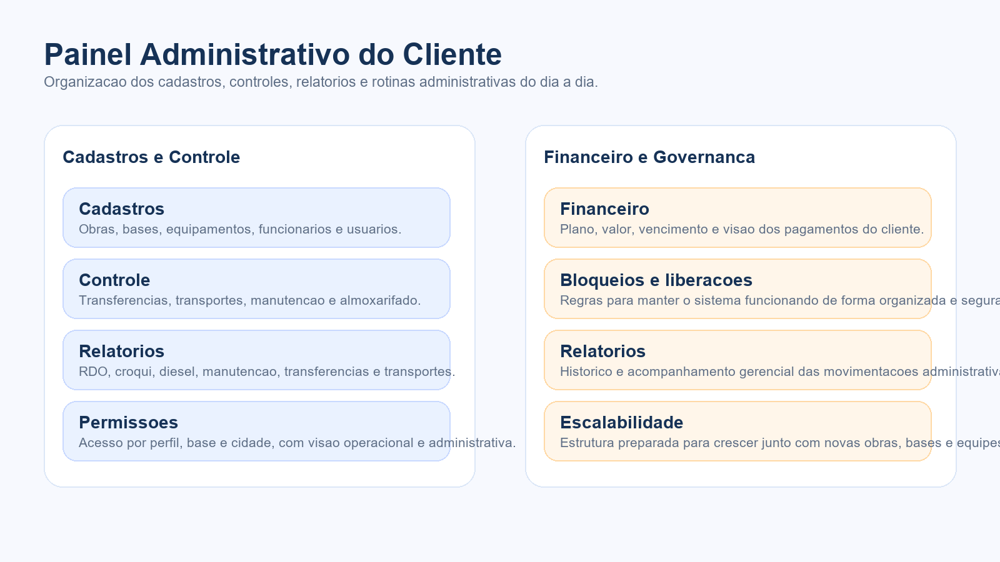 Painel Administrativo do Cliente
Organizacao dos cadastros, controles, relatorios e rotinas administrativas do dia a dia.
Cadastros e Controle
Cadastros
Obras, bases, equipamentos, funcionarios e usuarios.
Controle
Transferencias, transportes, manutencao e almoxarifado.
Relatorios
RDO, croqui, diesel, manutencao, transferencias e transportes.
Permissoes
Acesso por perfil, base e cidade, com visao operacional e administrativa.
Financeiro e Governanca
Financeiro
Plano, valor, vencimento e visao dos pagamentos do cliente.
Bloqueios e liberacoes
Regras para manter o sistema funcionando de forma organizada e segura
Relatorios
Historico e acompanhamento gerencial das movimentacoes
Escalabilidade
Estrutura preparada para crescer junto com novas obras, bases e equipes